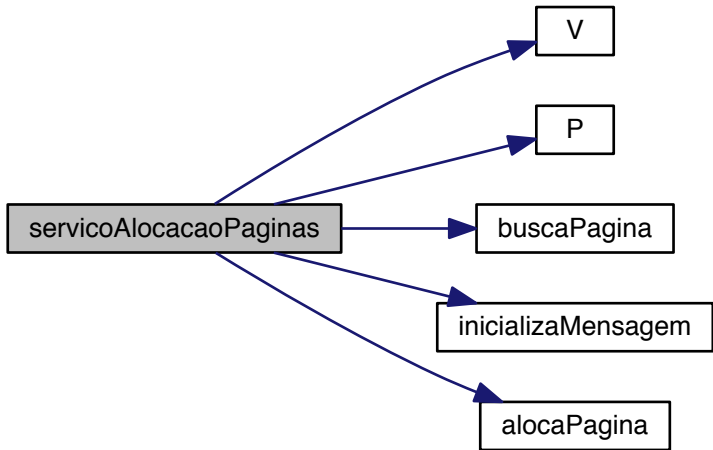 V
P
servicoAlocacaoPaginas
buscaPagina
inicializaMensagem
alocaPagina